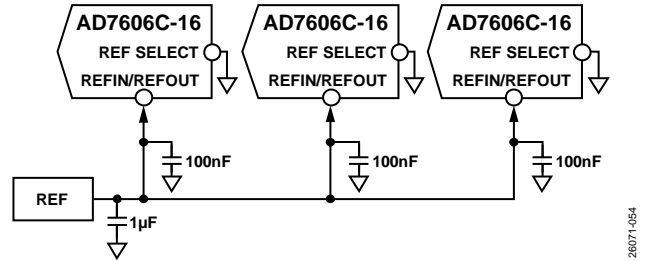 AD7606C-16
REF SELECT
REFIN/REFOUT
AD7606C-16
REF SELECT
REFIN/REFOUT
AD7606C-16
REF SELECT
REFIN/REFOUT
100nF
100nF
100nF
REF
1µF
26071-054